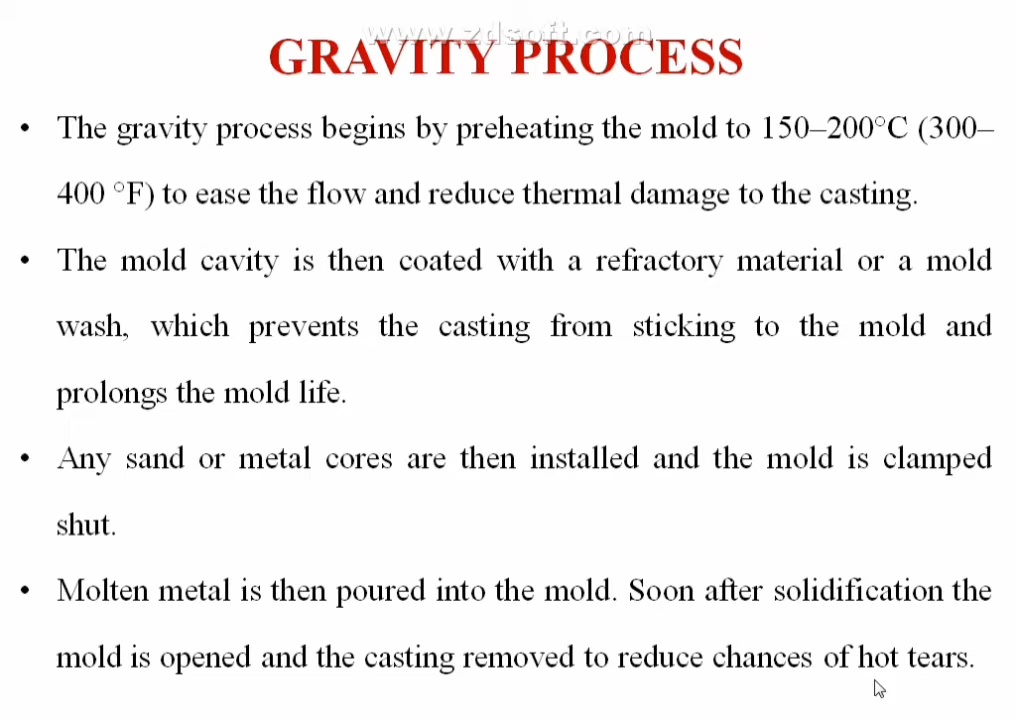 www.zdsoft.com
GRAVITY PROCESS
• The gravity process begins by preheating the mold to 150–200°C (300–
400 °F) to ease the flow and reduce thermal damage to the casting.
• The mold cavity is then coated with a refractory material or a mold
wash, which prevents the casting from sticking to the mold and
prolongs the mold life.
• Any sand or metal cores are then installed and the mold is clamped
shut.
• Molten metal is then poured into the mold. Soon after solidification the
mold is opened and the casting removed to reduce chances of hot tears.